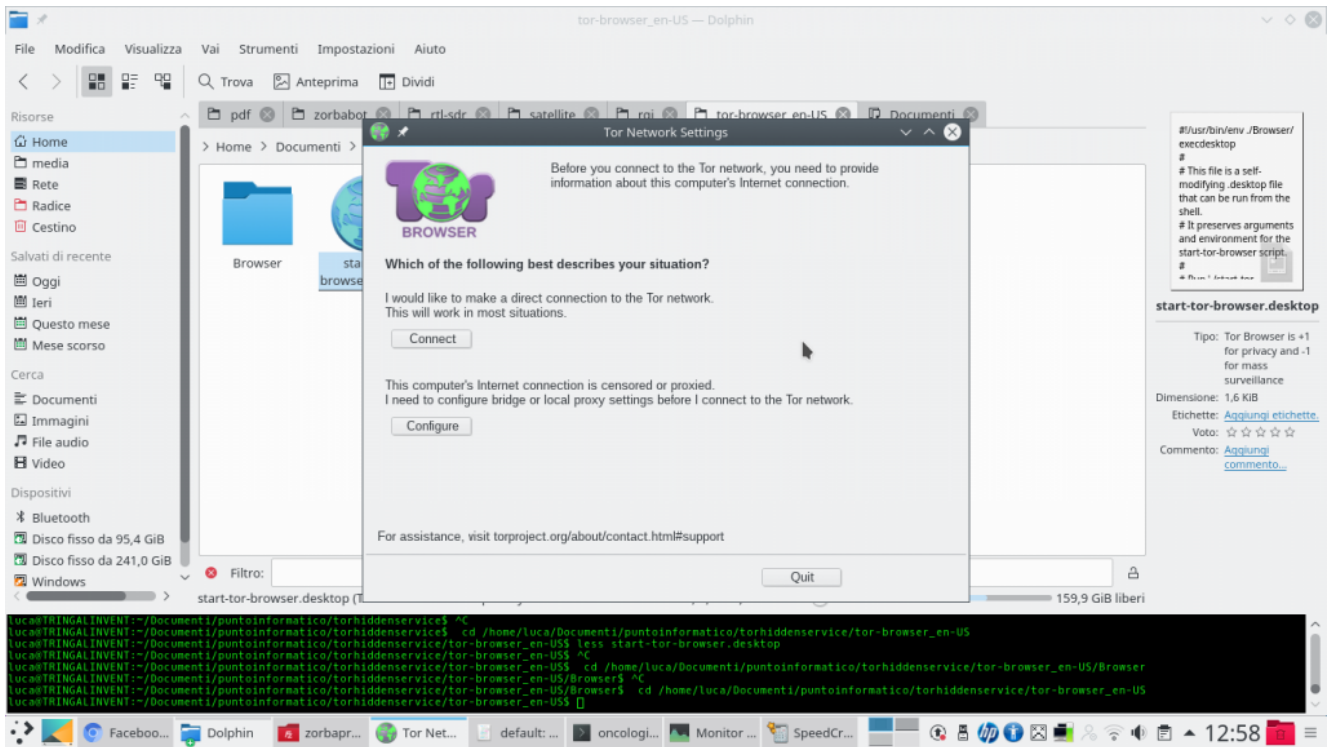 tor-browser_en-US — Dolphin
File Modifica Visualizza Vai Strumenti Impostazioni Aiuto
Trova Anteprima Dividi
pdf zorbabot rtl-sdr satellite rpi tor-browser_en-US Documenti
Home > Documenti >
Risorse
Home
media
Rete
Radice
Cestino
Salvati di recente
Oggi
Ieri
Questo mese
Mese scorso
Cerca
Documenti
Immagini
File audio
Video
Dispositivi
Bluetooth
Disco fisso da 95,4 GiB
Disco fisso da 241,0 GiB
Windows
Browser
sta
browse
Tor Network Settings
Tor
BROWSER
Before you connect to the Tor network, you need to provide
information about this computer's Internet connection.
Which of the following best describes your situation?
I would like to make a direct connection to the Tor network.
This will work in most situations.
Connect
This computer's Internet connection is censored or proxied.
I need to configure bridge or local proxy settings before I connect to the Tor network.
Configure
For assistance, visit torproject.org/about/contact.html#support
Quit
#!/usr/bin/env ./Browser/
execdesktop
#
# This file is a self-
modifying .desktop file
that can be run from the
shell.
# It preserves arguments
and environment for the
start-tor-browser script.
#
# Run './start-tor
start-tor-browser.desktop
Tipo: Tor Browser is +1
for privacy and -1
for mass
surveillance
Dimensione: 1,6 KiB
Etichette: Aggiungi etichette.
Voto:
Commento: Aggiungi
commento...
Filtro:
start-tor-browser.desktop (T
159,9 GiB liberi
luca@TRINGALINVENT:~/Documenti/puntoinformatico/torhiddenservice$ ^C
luca@TRINGALINVENT:~/Documenti/puntoinformatico/torhiddenservice$ cd /home/luca/Documenti/puntoinformatico/torhiddenservice/tor-browser_en-US
luca@TRINGALINVENT:~/Documenti/puntoinformatico/torhiddenservice/tor-browser_en-US$ less start-tor-browser.desktop
luca@TRINGALINVENT:~/Documenti/puntoinformatico/torhiddenservice/tor-browser_en-US$ ^C
luca@TRINGALINVENT:~/Documenti/puntoinformatico/torhiddenservice/tor-browser_en-US$ cd /home/luca/Documenti/puntoinformatico/torhiddenservice/tor-browser_en-US/Browser
luca@TRINGALINVENT:~/Documenti/puntoinformatico/torhiddenservice/tor-browser_en-US/Browser$ ^C
luca@TRINGALINVENT:~/Documenti/puntoinformatico/torhiddenservice/tor-browser_en-US/Browser$ cd /home/luca/Documenti/puntoinformatico/torhiddenservice/tor-browser_en-US
luca@TRINGALINVENT:~/Documenti/puntoinformatico/torhiddenservice/tor-browser_en-US$
Faceboo... Dolphin zorbapr... Tor Net... default: ... oncologi... Monitor ... SpeedCr... 12:58